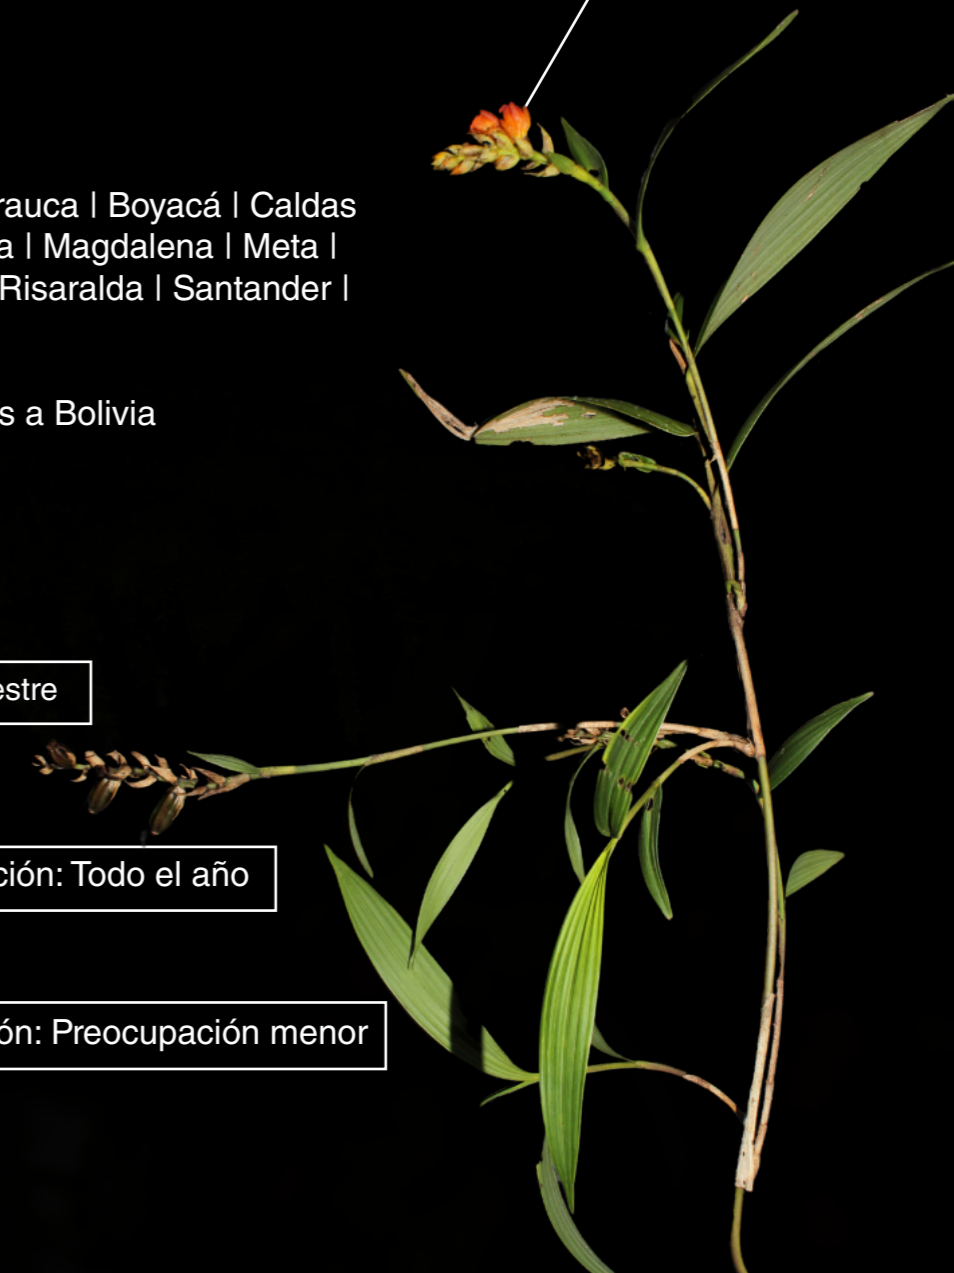 rauca | Boyacá | Caldas
a | Magdalena | Meta |
Risaralda | Santander |
s a Bolivia
estre
ción: Todo el año
ón: Preocupación menor